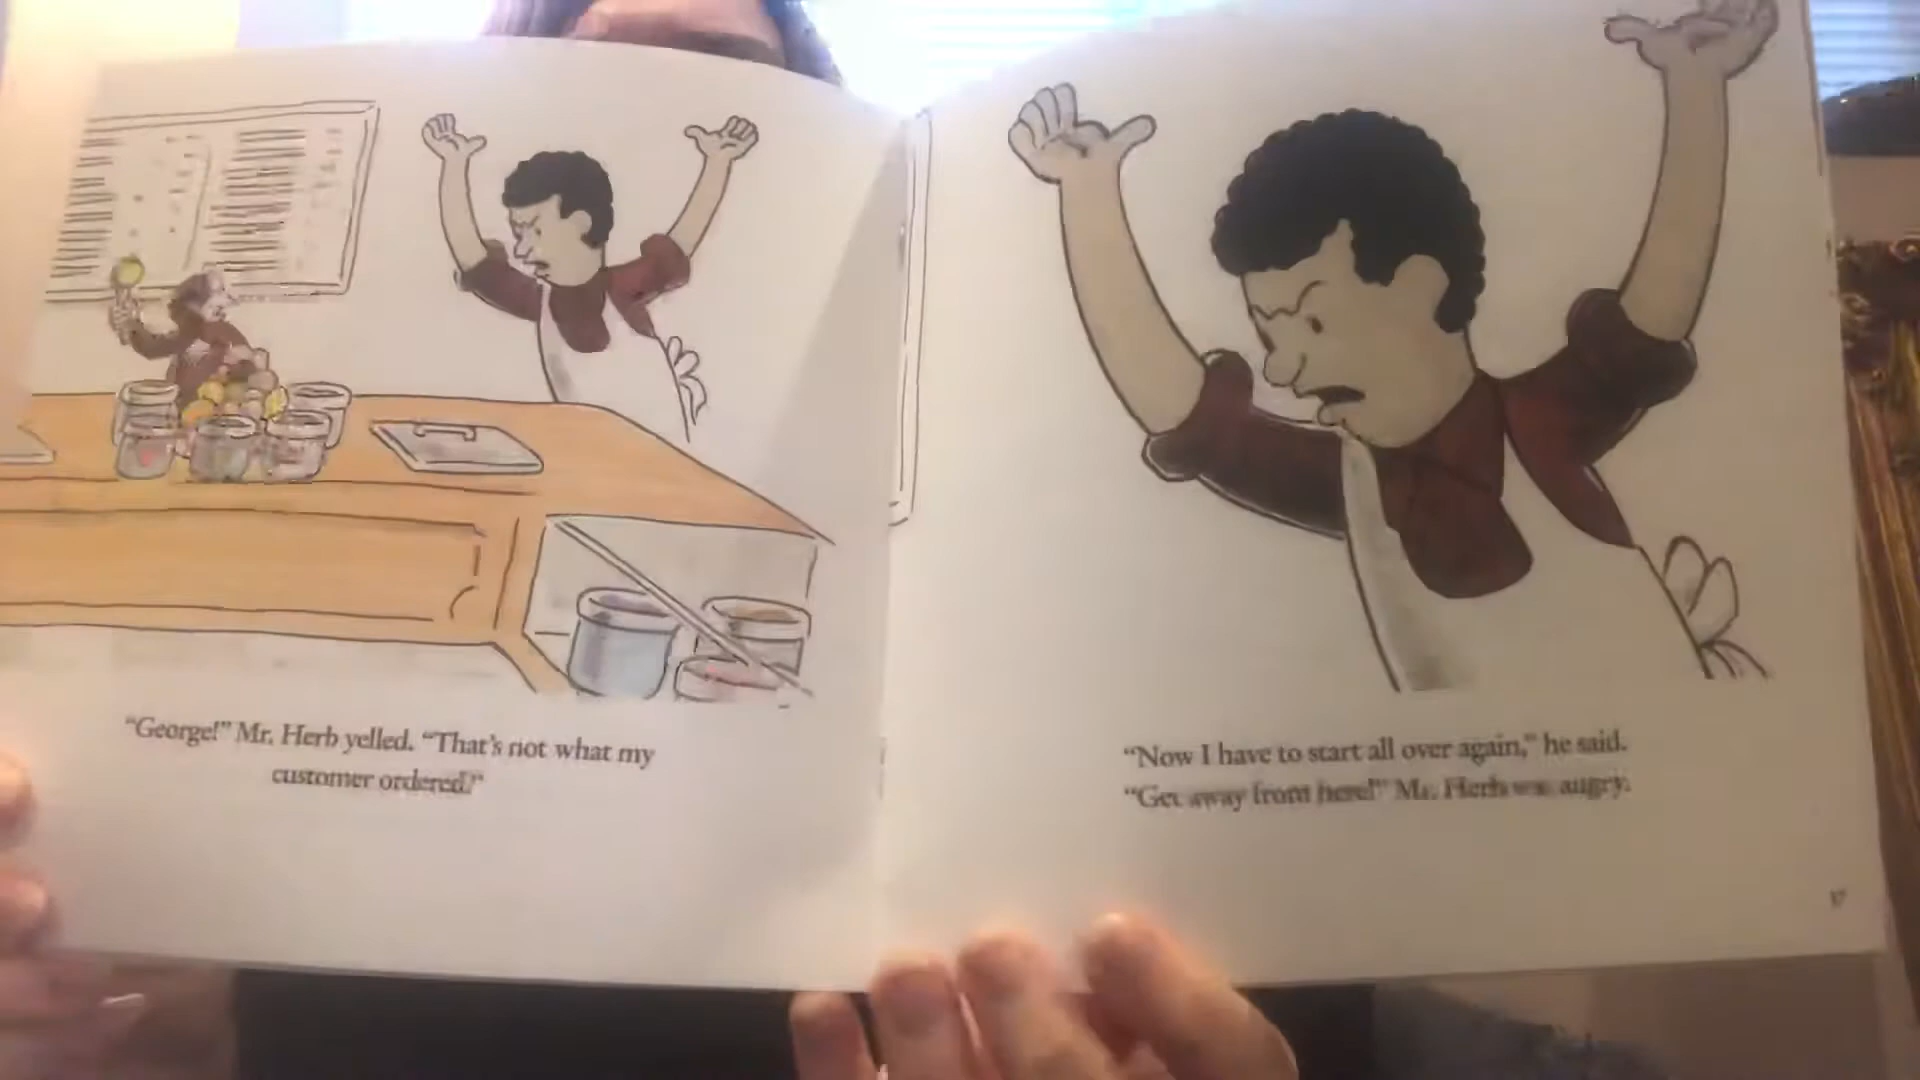 “George!” Mr. Herb yelled. “That’s not what my
customer ordered!”
“Now I have to start all over again,” he said.
“Get away from here!” Mr. Herb was angry.
17